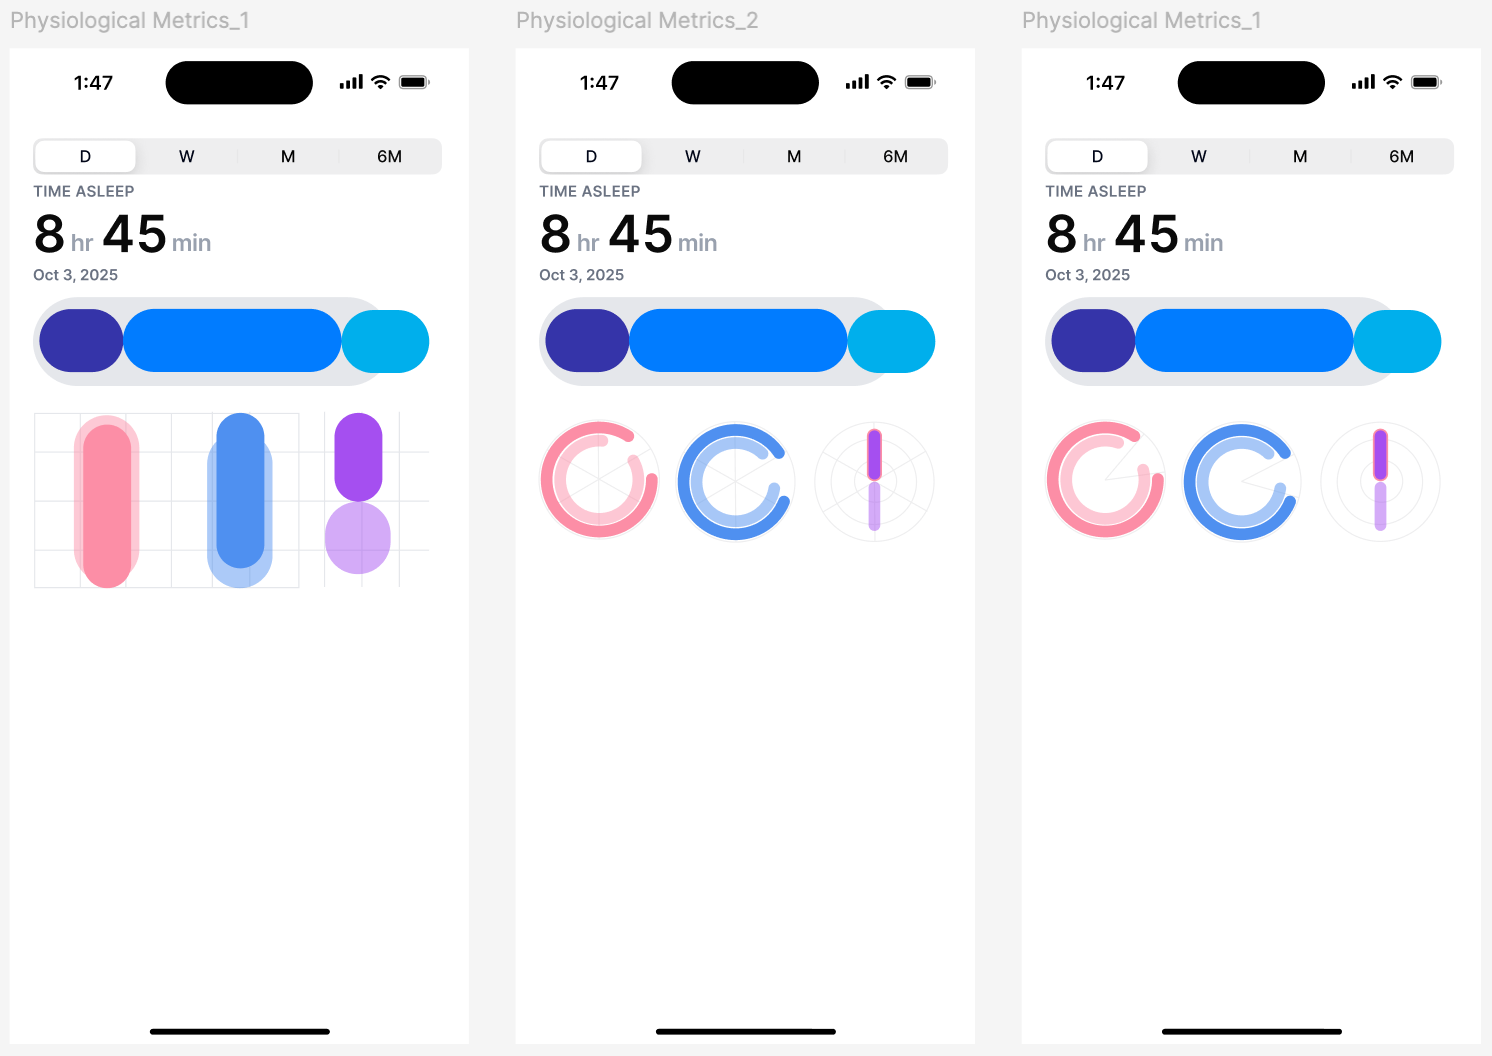 Physiological Metrics_1
1:47
D W M 6M
TIME ASLEEP
8 hr 45 min
Oct 3, 2025
Physiological Metrics_2
1:47
D W M 6M
TIME ASLEEP
8 hr 45 min
Oct 3, 2025
Physiological Metrics_1
1:47
D W M 6M
TIME ASLEEP
8 hr 45 min
Oct 3, 2025